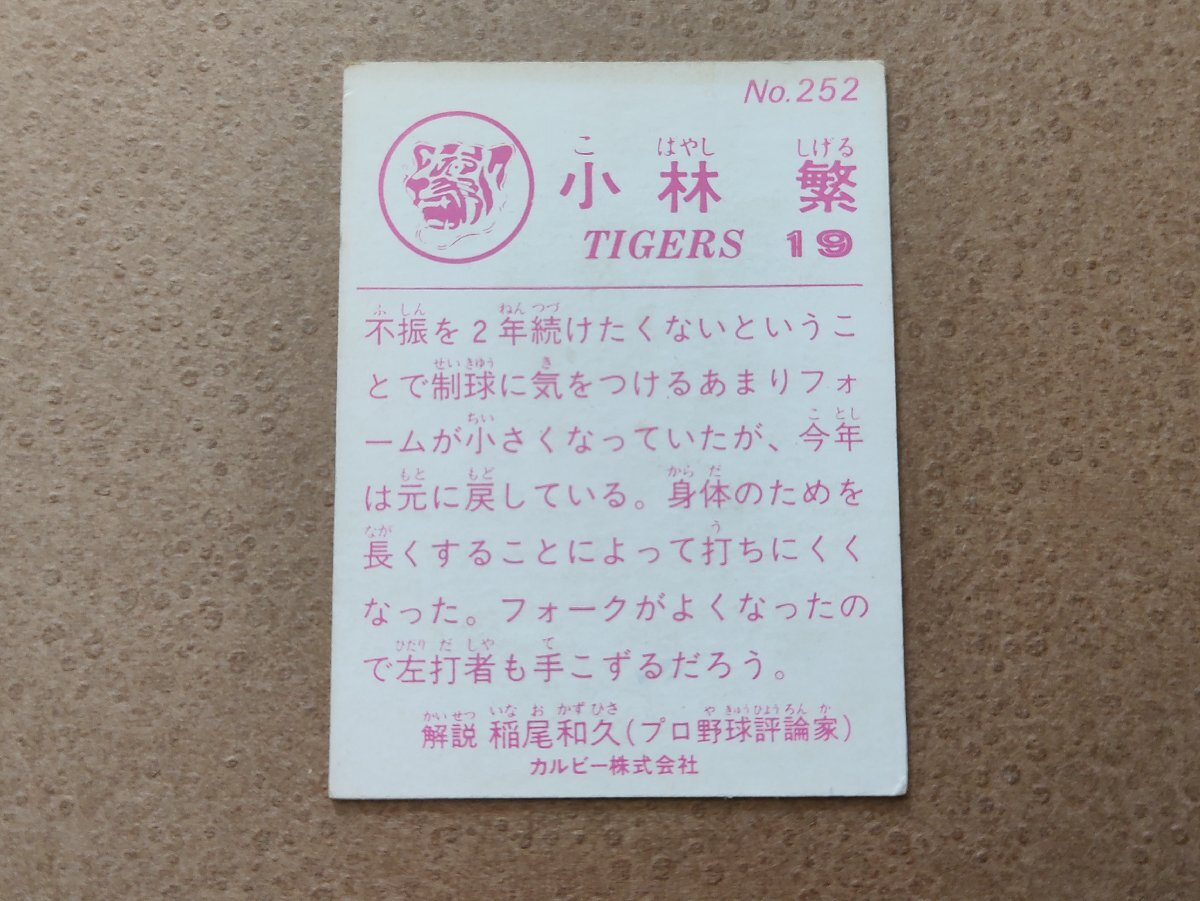 No.252
こ はやし しげる
小林 繁
TIGERS 19
ふ しん ねん つづ
不振を2年続けたくないというこ
せい きゅう き
とで制球に気をつけるあまりフォ
ちい こ とし
ームが小さくなっていたが、今年
もと もど から だ
は元に戻している。身体のためを
なが う
長くすることによって打ちにくく
なった。フォークがよくなったの
ひだり だ しゃ て
で左打者も手こずるだろう。
かい せつ いな お かず ひさ や きゅう ひょう ろん か
解説 稲尾和久(プロ野球評論家)
カルビー株式会社